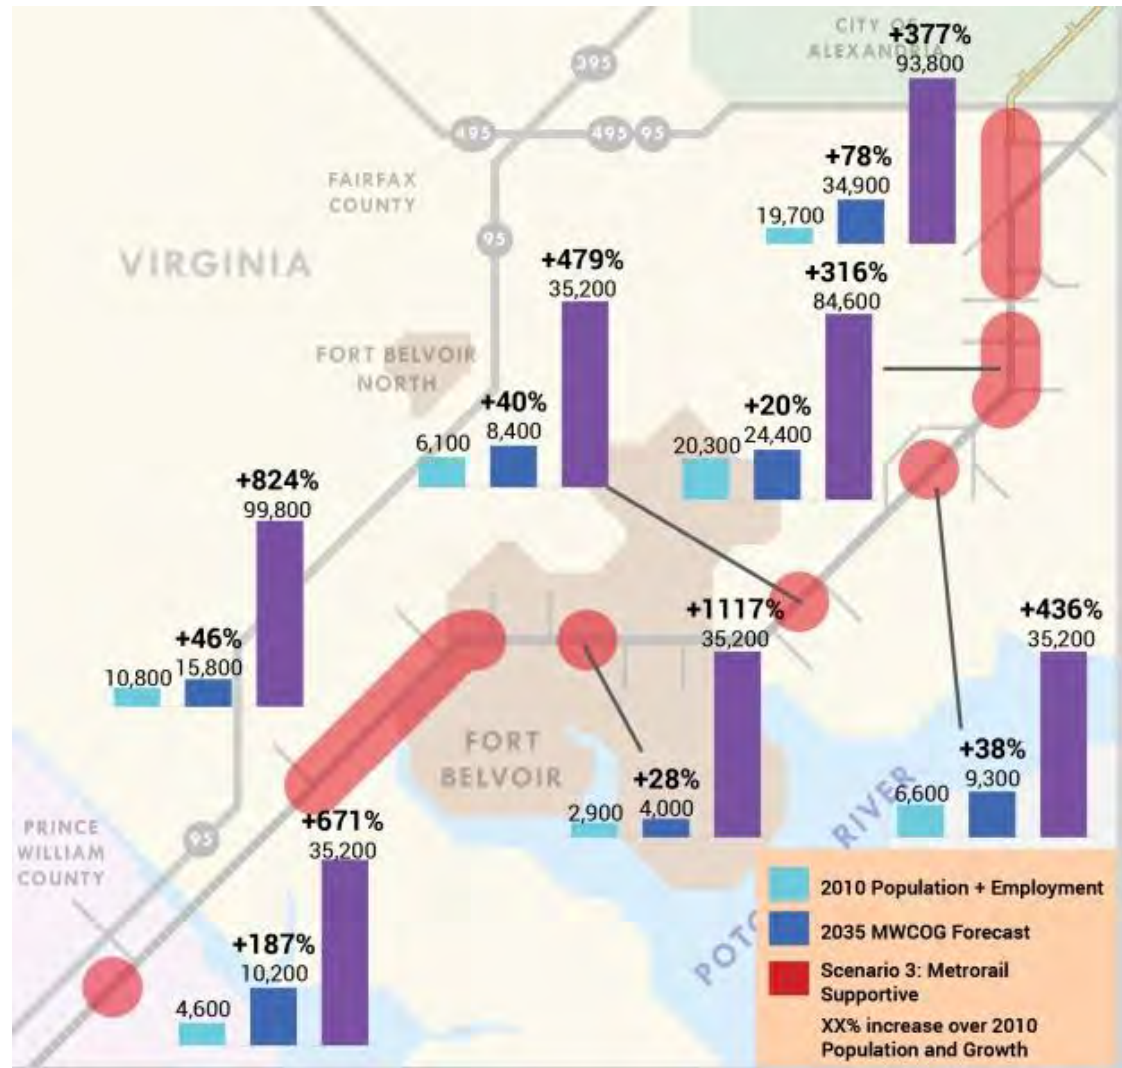 CITY OF
ALEXANDRIA
+377%
93,800
395
495
495
95
+78%
34,900
19,700
FAIRFAX
COUNTY
95
VIRGINIA
+479%
35,200
+316%
84,600
FORT BELVOIR
NORTH
+40%
8,400
6,100
+20%
24,400
20,300
+824%
99,800
+46%
15,800
10,800
+1117%
35,200
+436%
35,200
FORT
BELVOIR
+28%
4,000
2,900
+38%
9,300
6,600
RIVER
PRINCE
WILLIAM
COUNTY
95
+671%
35,200
+187%
10,200
4,600
POTO
2010 Population + Employment
2035 MWCOG Forecast
Scenario 3: Metrorail
Supportive
XX% increase over 2010
Population and Growth